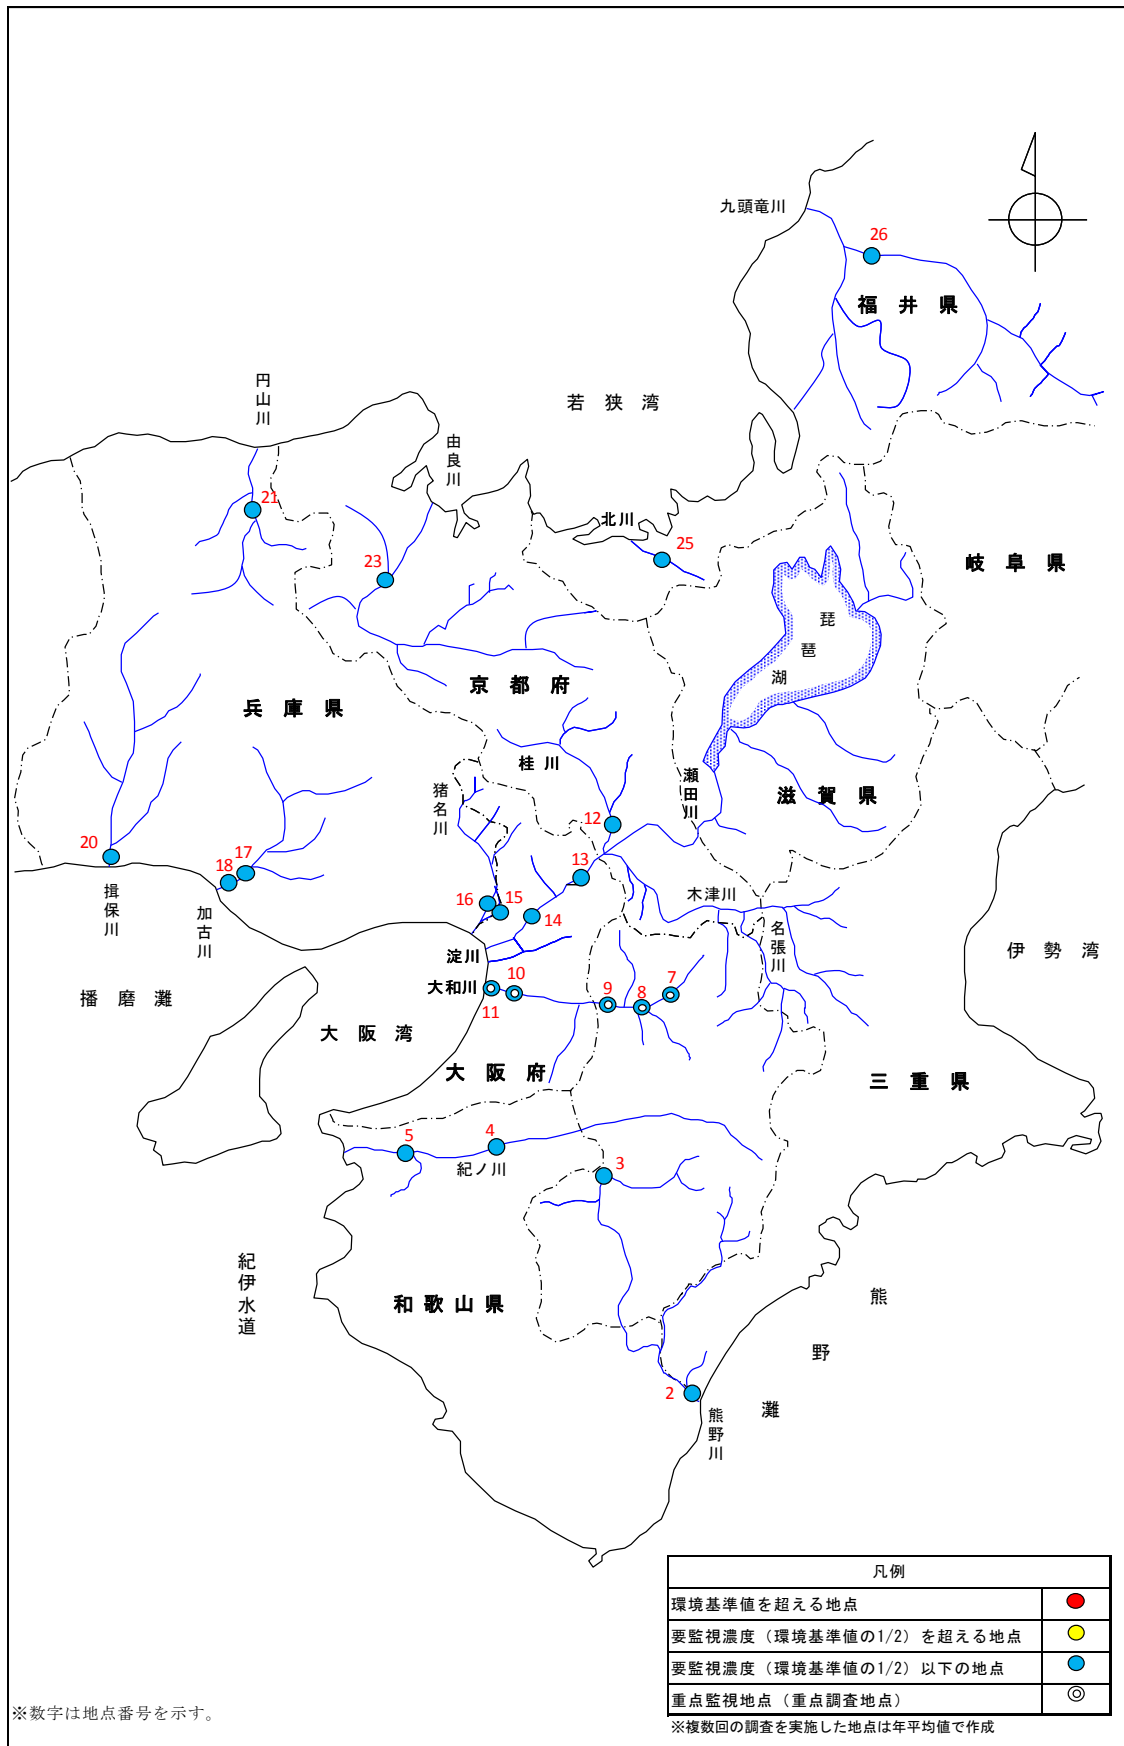 九頭竜川
26
福井県
円山川
若狭湾
由良川
21
北川
25
23
岐阜県
琵琶湖
京都府
兵庫県
桂川
瀬田川
滋賀県
猪名川
12
20
13
17
18
揖保川
加古川
16
15
14
木津川
名張川
淀川
伊勢湾
大和川
10
11
9
8
7
播磨灘
大阪湾
大阪府
三重県
5
4
紀ノ川
3
紀伊水道
和歌山県
熊野灘
2
熊野川
凡例
環境基準値を超える地点
要監視濃度（環境基準値の1/2）を超える地点
要監視濃度（環境基準値の1/2）以下の地点
重点監視地点（重点調査地点）
※数字は地点番号を示す。
※複数回の調査を実施した地点は年平均値で作成